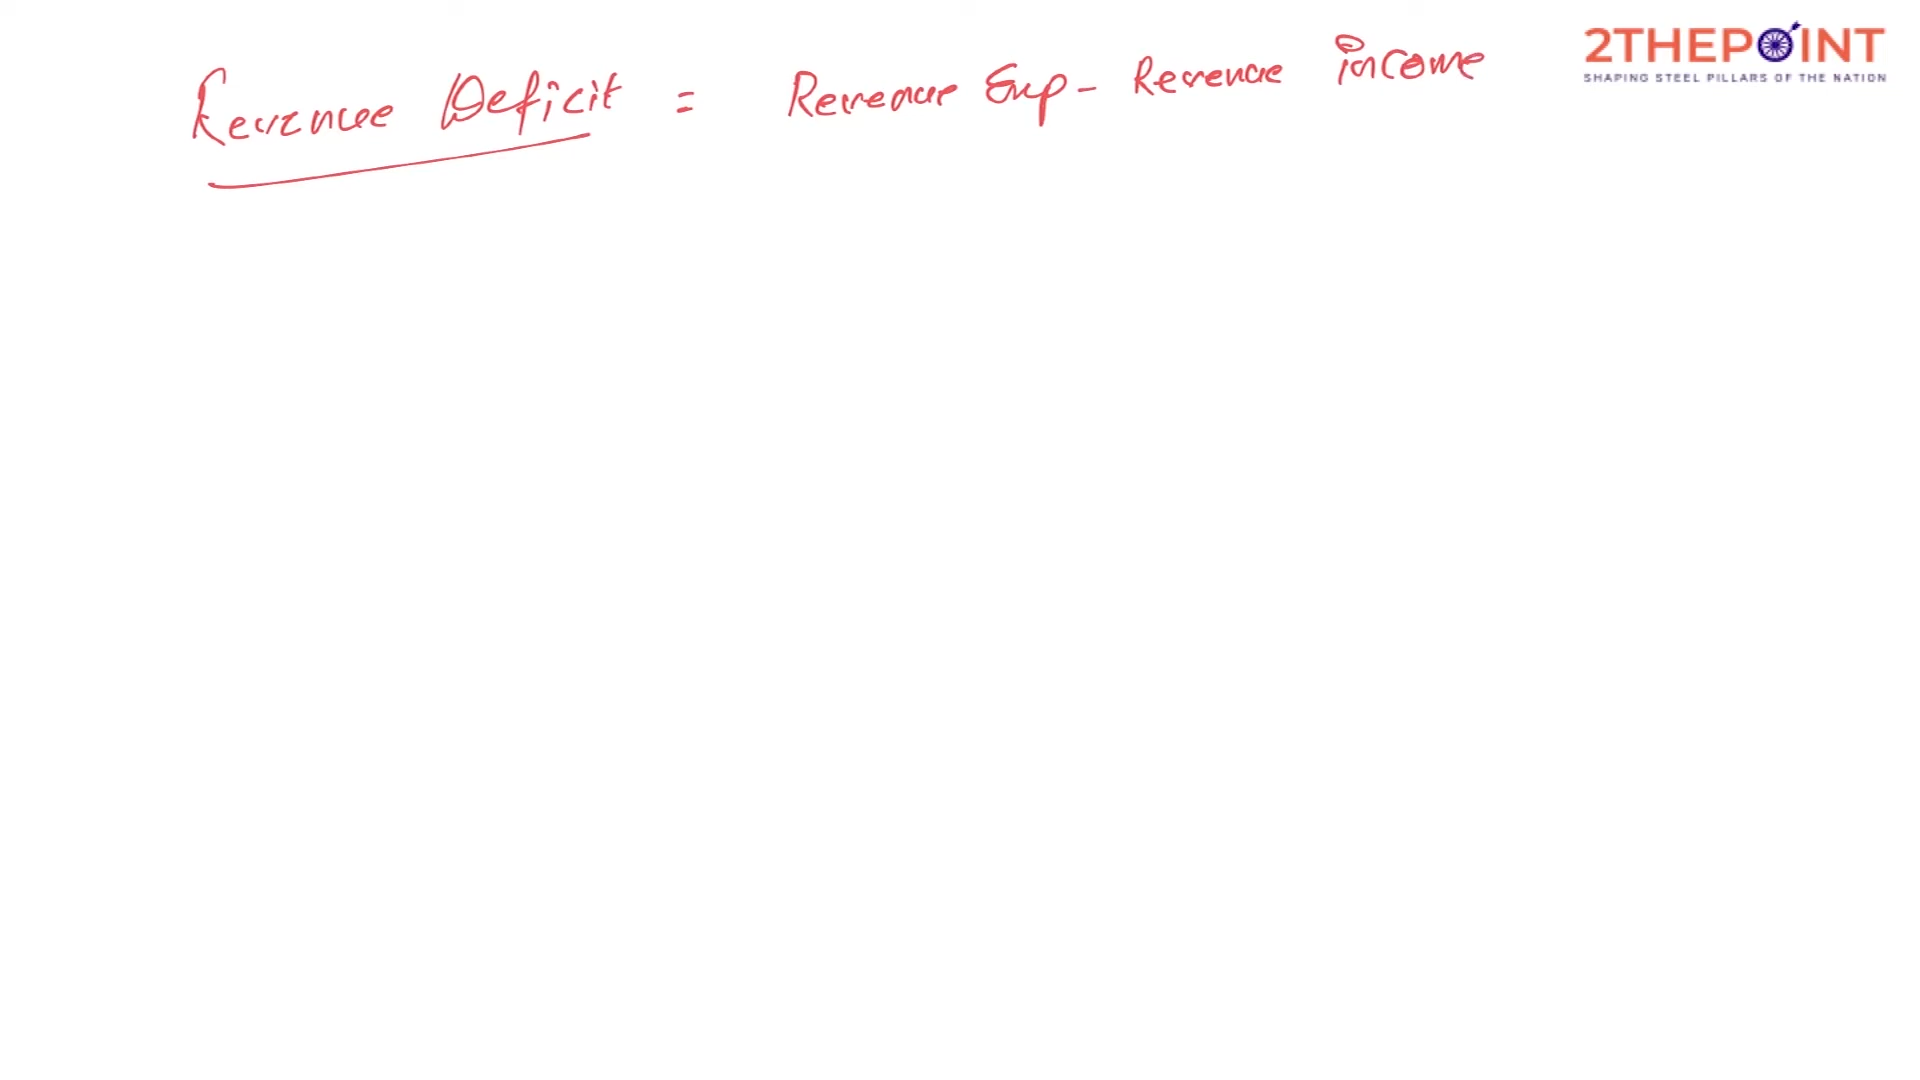 Revenue Deficit = Revenue Exp - Revenue income
2THEPOINT
SHAPING STEEL PILLARS OF THE NATION